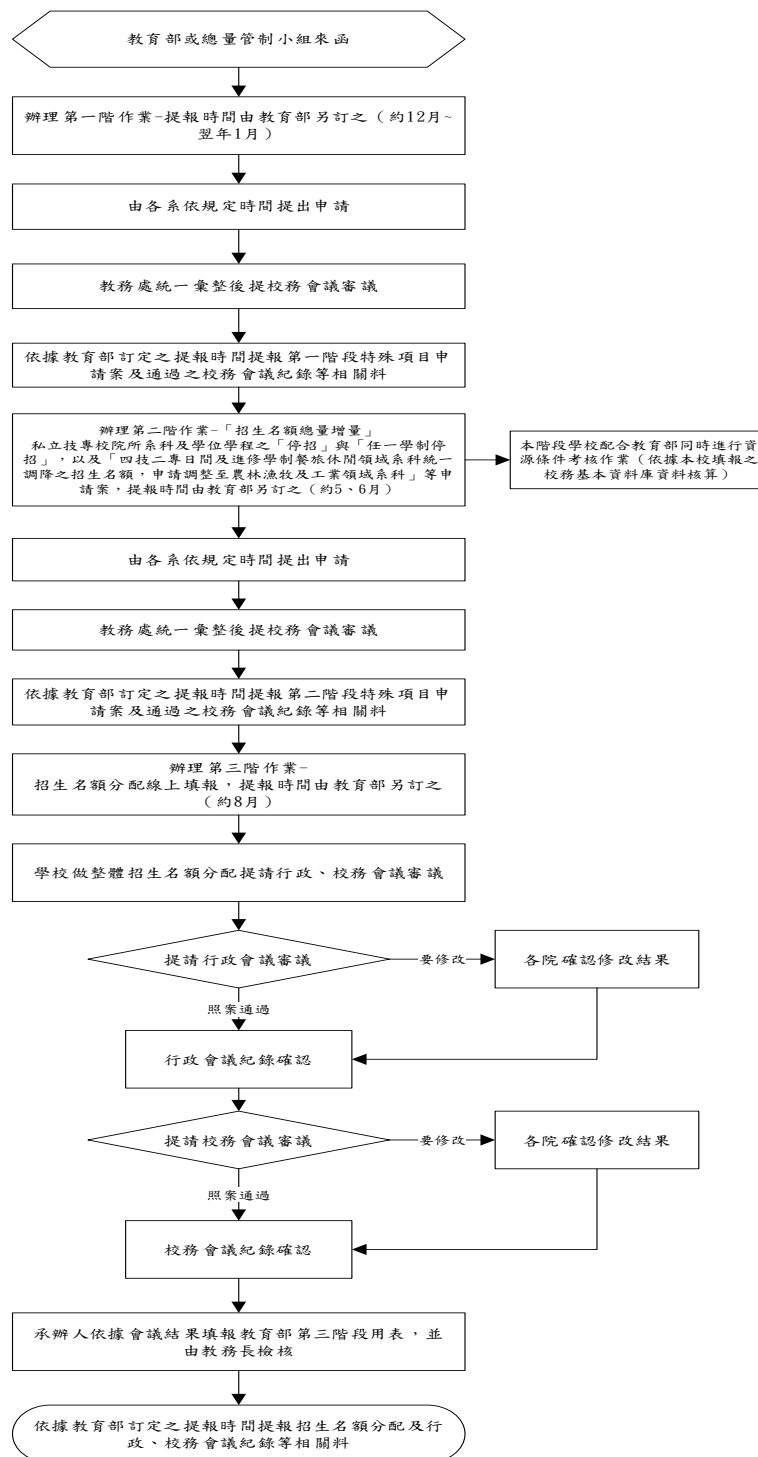 教育部或總量管制小組來函
辦理第一階作業-提報時間由教育部另訂之（約12月~
翌年1月）
由各系依規定時間提出申請
教務處統一彙整後提校務會議審議
依據教育部訂定之提報時間提報第一階段特殊項目申
請案及通過之校務會議紀錄等相關料
辦理第二階作業-「招生名額總量增量」
私立技專校院所系科及學位學程之「停招」與「任一學制停
招」，以及「四技二專日間及進修學制餐旅休閒領域系科統一
調降之招生名額，申請調整至農林漁牧及工業領域系科」等申
請案，提報時間由教育部另訂之（約5、6月）
本階段學校配合教育部同時進行資
源條件考核作業（依據本校填報之
校務基本資料庫資料核算）
由各系依規定時間提出申請
教務處統一彙整後提校務會議審議
依據教育部訂定之提報時間提報第二階段特殊項目申
請案及通過之校務會議紀錄等相關料
辦理第三階作業-
招生名額分配線上填報，提報時間由教育部另訂之
（約8月）
學校做整體招生名額分配提請行政、校務會議審議
提請行政會議審議
要修改
各院確認修改結果
照案通過
行政會議紀錄確認
提請校務會議審議
要修改
各院確認修改結果
照案通過
校務會議紀錄確認
承辦人依據會議結果填報教育部第三階段用表，並
由教務長檢核
依據教育部訂定之提報時間提報招生名額分配及行
政、校務會議紀錄等相關料